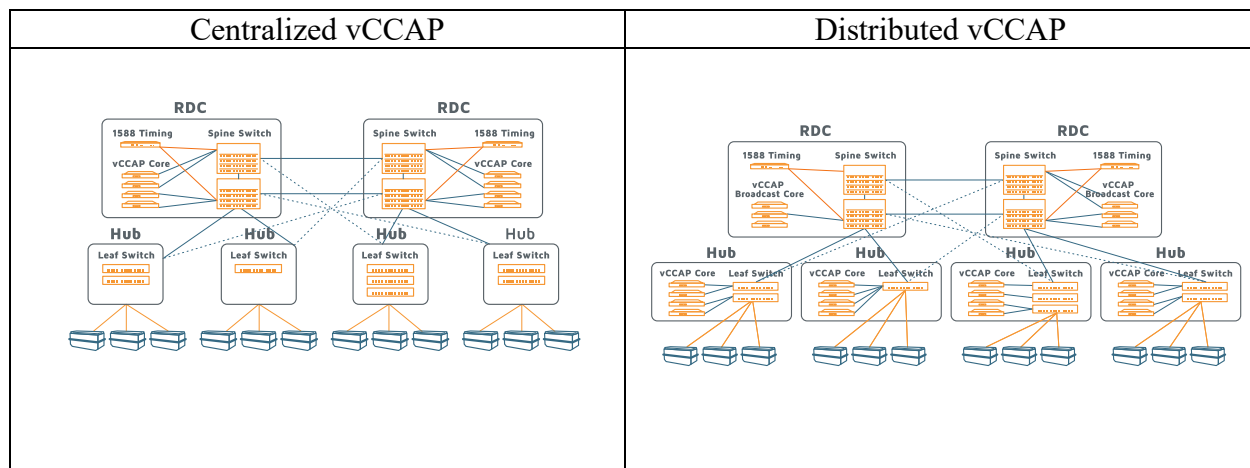 Centralized vCCAP
Distributed vCCAP
RDC
RDC
1588 Timing
Spine Switch
Spine Switch
1588 Timing
vCCAP Core
vCCAP Core
Hub
Hub
Hub
Hub
Leaf Switch
Leaf Switch
Leaf Switch
Leaf Switch
RDC
RDC
1588 Timing
Spine Switch
Spine Switch
1588 Timing
vCCAP
Broadcast Core
vCCAP
Broadcast Core
Hub
Hub
Hub
Hub
vCCAP Core
Leaf Switch
vCCAP Core
Leaf Switch
vCCAP Core
Leaf Switch
vCCAP Core
Leaf Switch